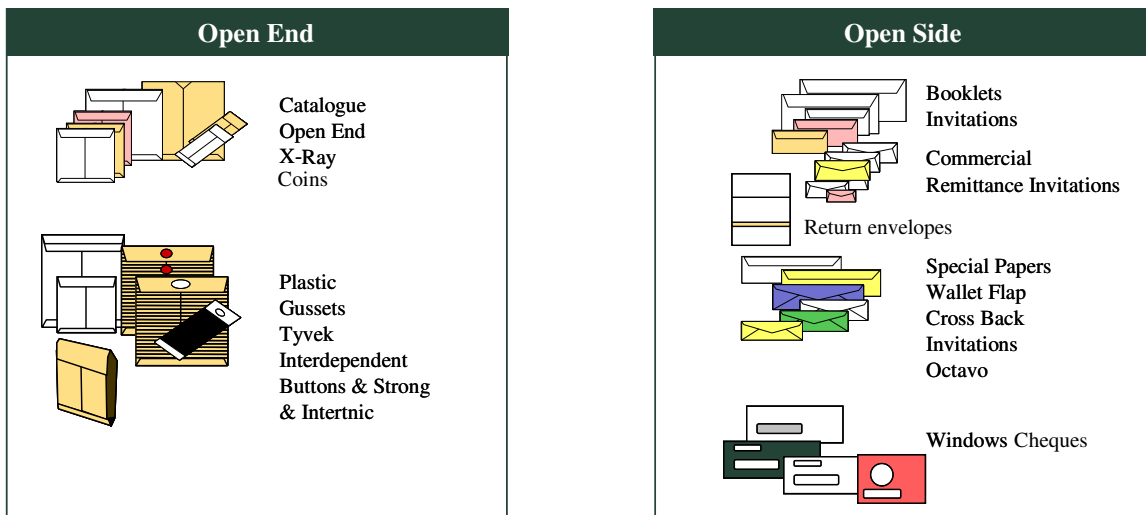 Open End
Catalogue
Open End
X-Ray
Coins
Plastic
Gussets
Tyvek
Interdependent
Buttons & Strong
& Intertnic
Open Side
Booklets
Invitations
Commercial
Remittance Invitations
Return envelopes
Special Papers
Wallet Flap
Cross Back
Invitations
Octavo
Windows Cheques